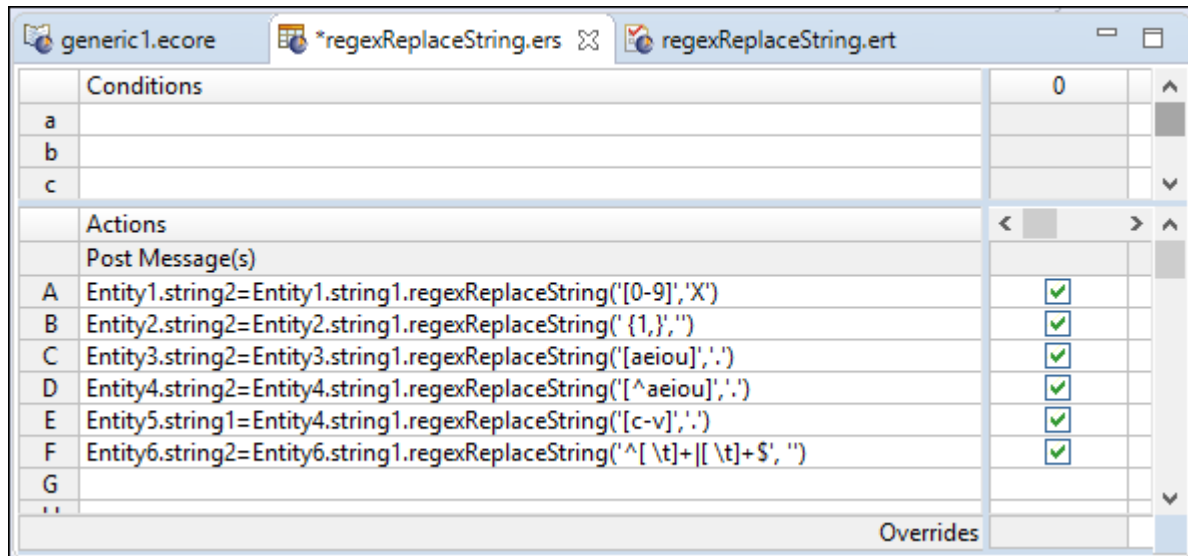 generic1.ecore *regexReplaceString.ers regexReplaceString.ert
Conditions 0
a
b
c
Actions
Post Message(s)
A Entity1.string2=Entity1.string1.regexReplaceString('[0-9]','X')
B Entity2.string2=Entity2.string1.regexReplaceString(' {1,}','')
C Entity3.string2=Entity3.string1.regexReplaceString('[aeiou]','.')
D Entity4.string2=Entity4.string1.regexReplaceString('[^aeiou]','.')
E Entity5.string1=Entity4.string1.regexReplaceString('[c-v]','.')
F Entity6.string2=Entity6.string1.regexReplaceString('^[ \t]+|[ \t]+$', '')
G
Overrides